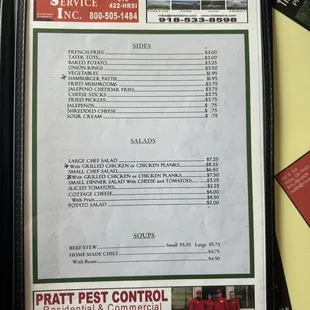 SERVICE
422-HRSI
INC. 800-505-1484
918-533-8598
SIDES
FRENCH FRIES $3.00
TATER TOTS
BAKED POTATO $3.25
ONION RINGS $3.50
VEGETABLES $1.95
HAMBURGER PATTIE
FRIED MUSHROOMS $3.75
JALEPENO CHEDDAR FRIES $3.75
CHEESE STICKS $3.75
FRIED PICKLES $3.75
JALEPENOS $ .75
SHREDDED CHEESE $ .75
SOUR CREAM $ .75
SALADS
LARGE CHEF SALAD $7.25
With GRILLED CHICKEN or CHICKEN PLANKS $8.25
SMALL CHEF SALAD $6.50
With GRILLED CHICKEN or CHICKEN PLANKS $7.50
SMALL DINNER SALAD With CHEESE and TOMATOES $3.25
SLICED TOMATOES $2.25
COTTAGE CHEESE $4.00
With Fruit $4.50
POTATO SALAD $2.00
SOUPS
BEEF STEW Small $5.25 Large $5.75
HOME MADE CHILI $4.75
With Beans $4.50
PRATT PEST CONTROL
Residential & Commercial